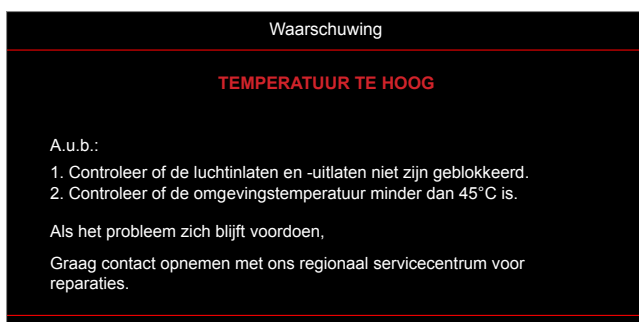 Waarschuwing
TEMPERATUUR TE HOOG
A.u.b.:
1. Controleer of de luchtinlaten en -uitlaten niet zijn geblokkeerd.
2. Controleer of de omgevingstemperatuur minder dan 45°C is.
Als het probleem zich blijft voordoen,
Graag contact opnemen met ons regionaal servicecentrum voor
reparaties.